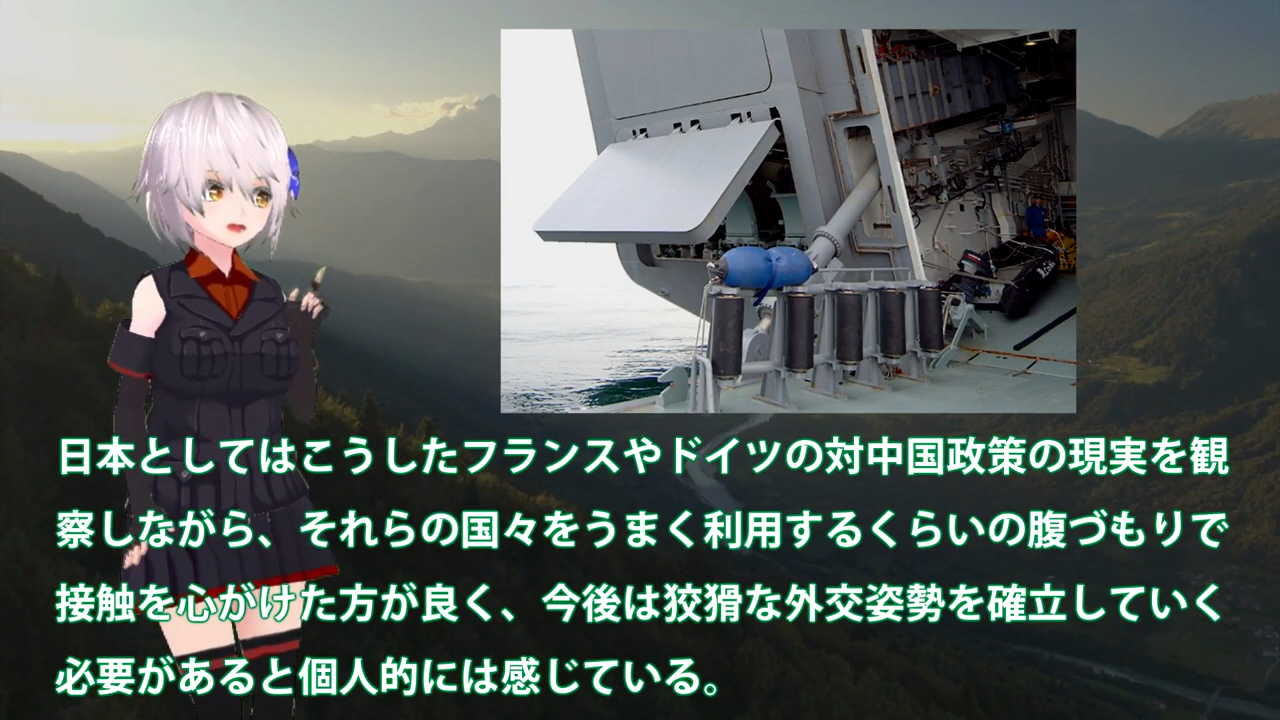 日本としてはこうしたフランスやドイツの対中国政策の現実を観
察しながら、それらの国々をうまく利用するくらいの腹づもりで
接触を心がけた方が良く、今後は狡猾な外交姿勢を確立していく
必要があると個人的には感じている。